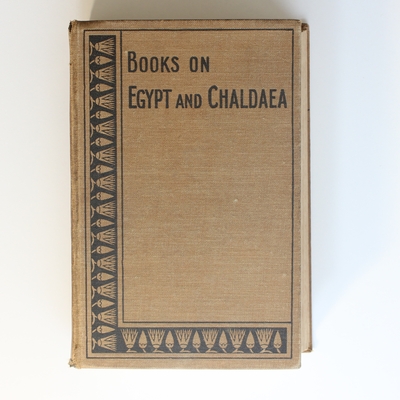 BOOKS ON
EGYPT AND CHALDAEA